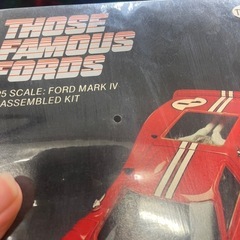 THOSE
FAMOUS
FORDS
25 SCALE: FORD MARK IV
ASSEMBLED KIT